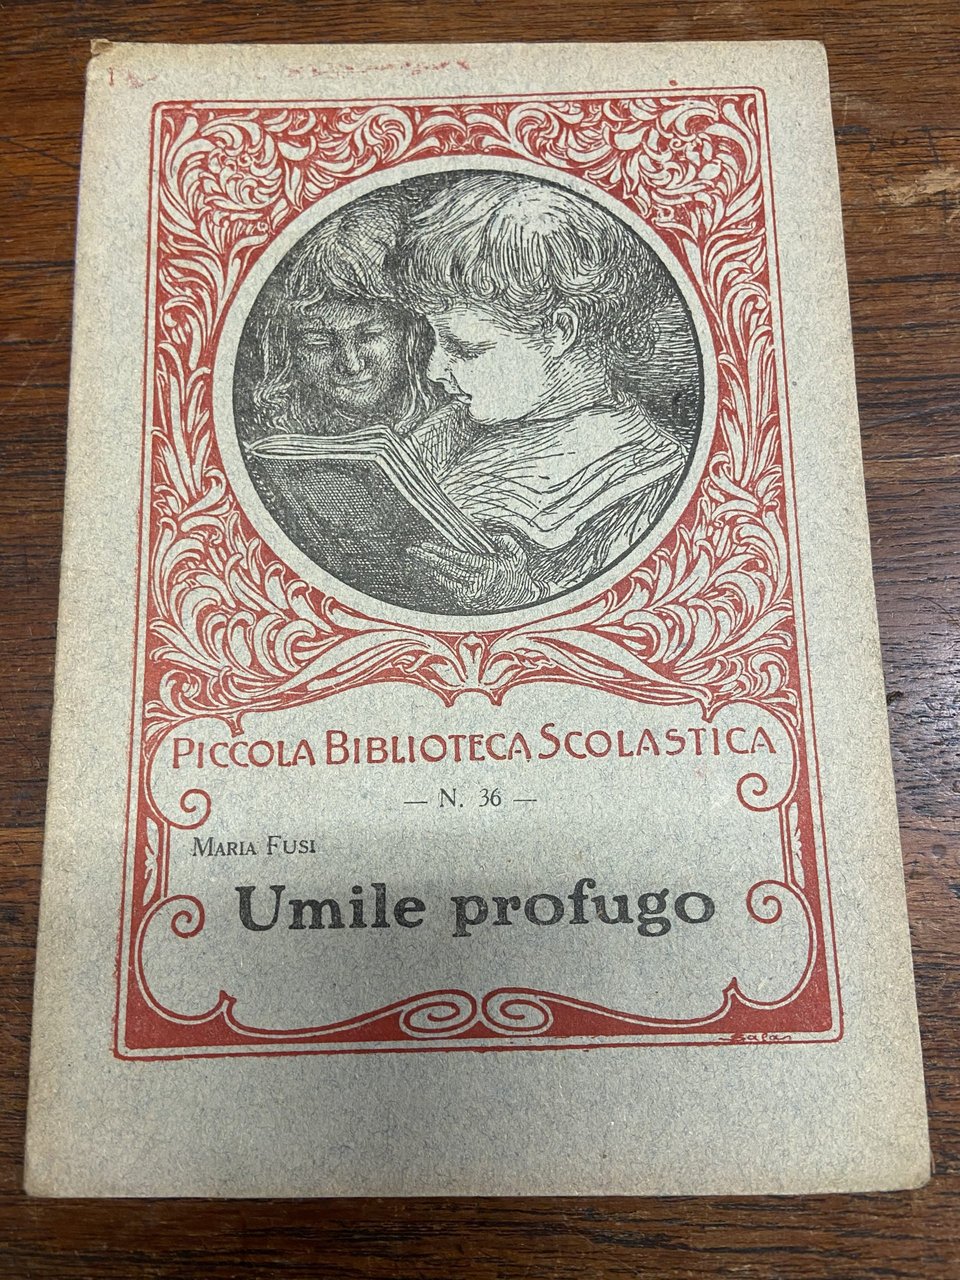 PICCOLA BIBLIOTECA SCOLASTICA
— N. 36 —
MARIA FUSI
Umile profugo